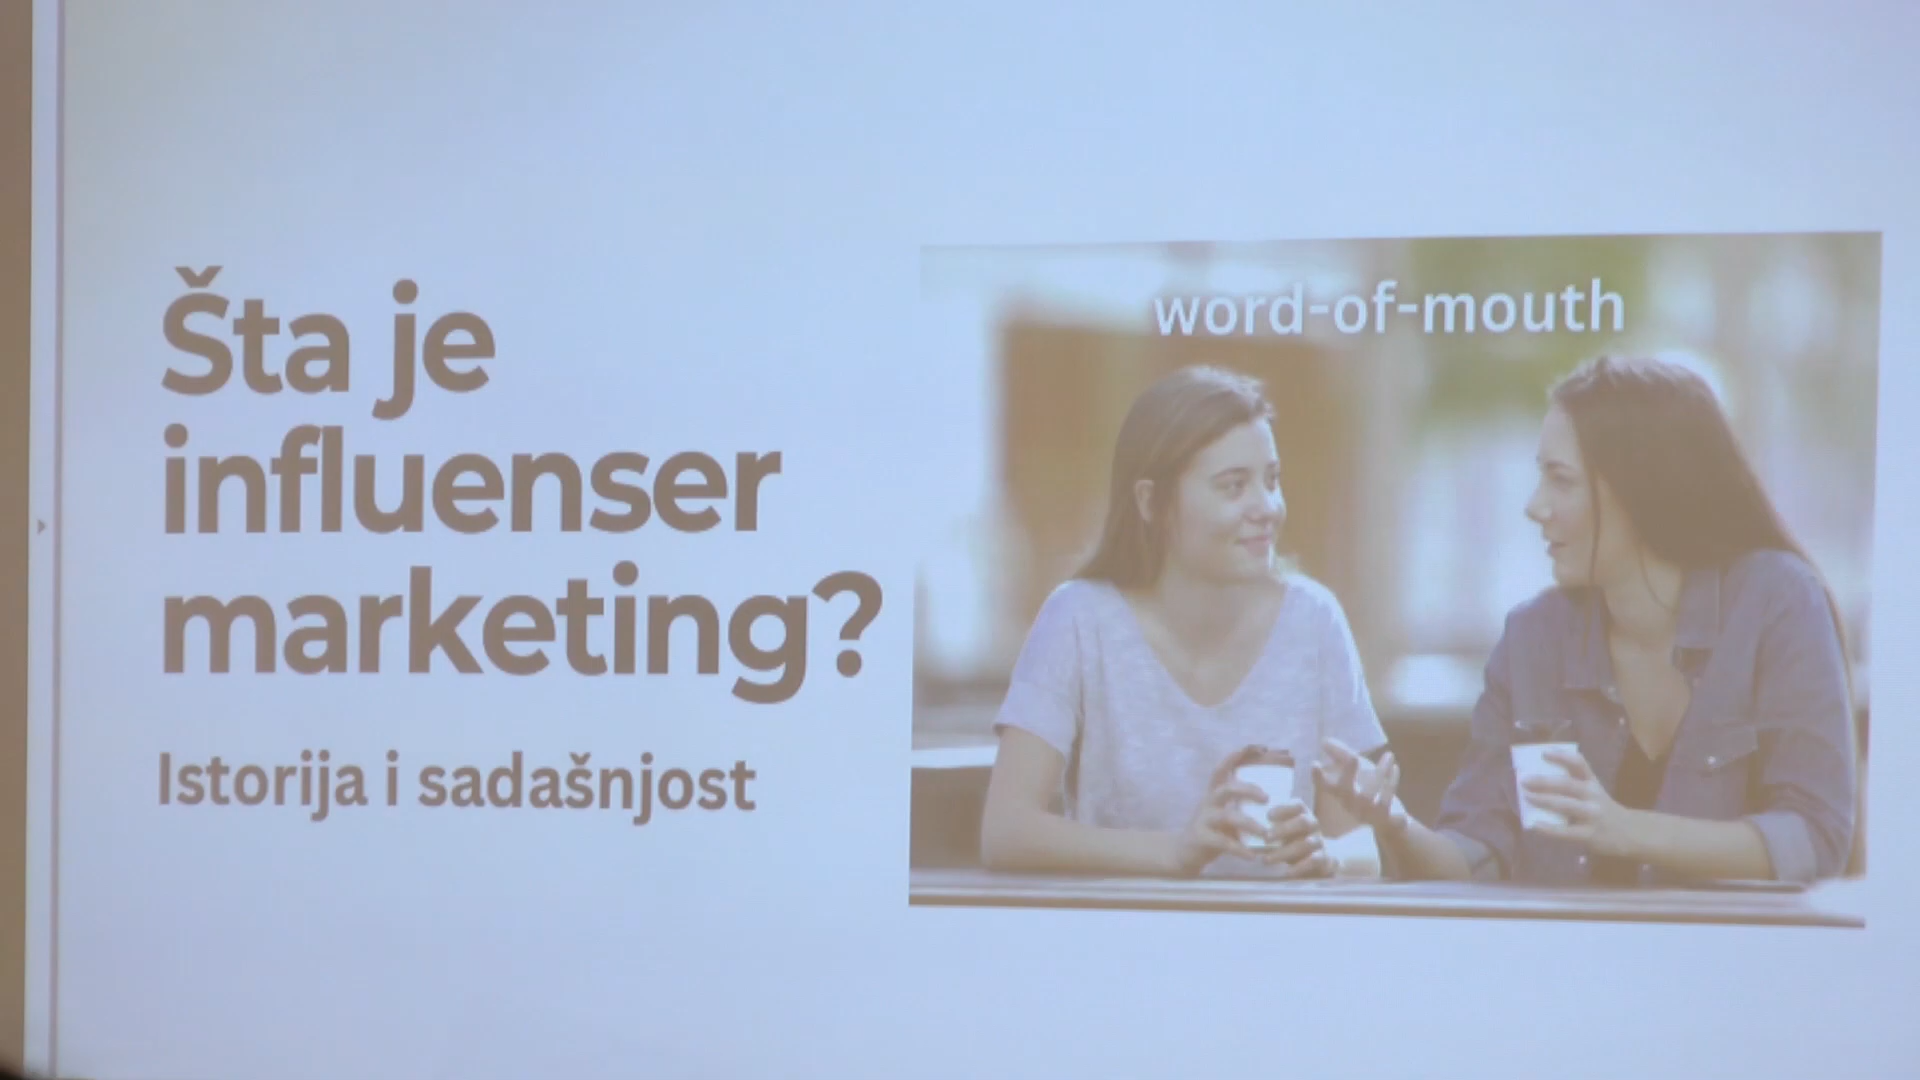 Šta je
influenser
marketing?
Istorija i sadašnjost
word-of-mouth